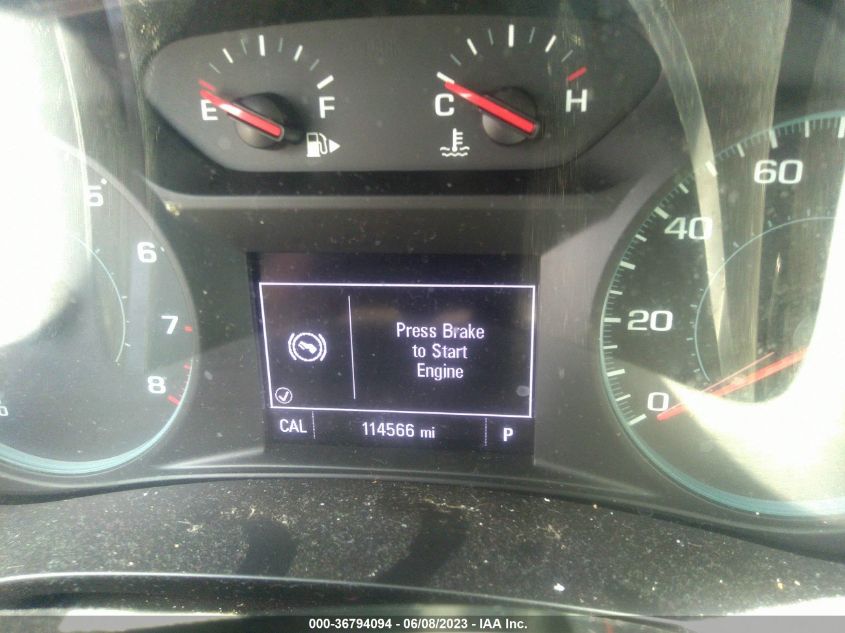 E F C H
5
6
7
8
0
20
40
60
Press Brake
to Start
Engine
CAL 114566 mi P
000-36794094 - 06/08/2023 - IAA Inc.